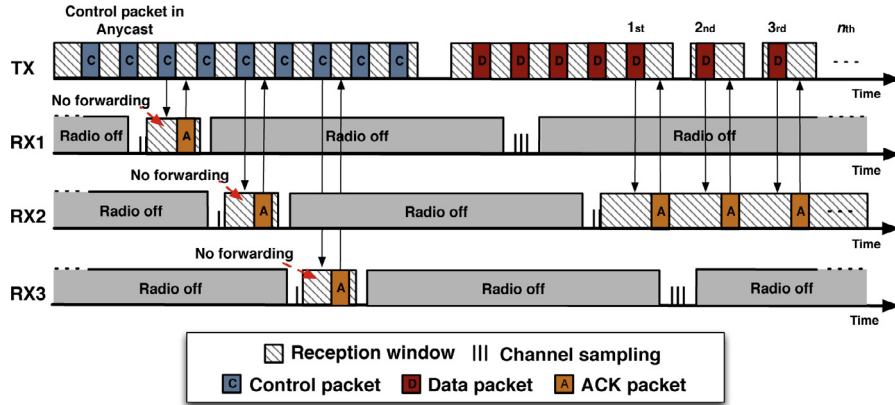 Control packet in
Anycast
1st 2nd 3rd nth
TX C C C C C C C C C D D D D D D D
Time
No forwarding
RX1 Radio off A Radio off Radio off
Time
No forwarding
RX2 Radio off A Radio off A A A
Time
No forwarding
RX3 Radio off A Radio off Radio off
Time
Reception window Channel sampling
C Control packet D Data packet A ACK packet